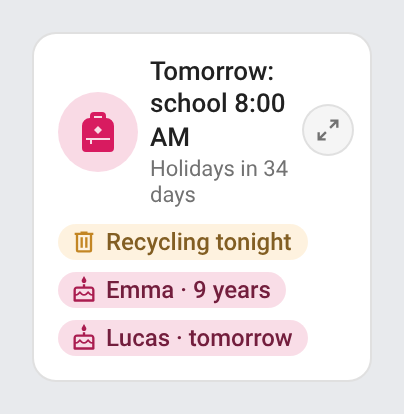 Tomorrow:
school 8:00
AM
Holidays in 34
days
Recycling tonight
Emma · 9 years
Lucas · tomorrow